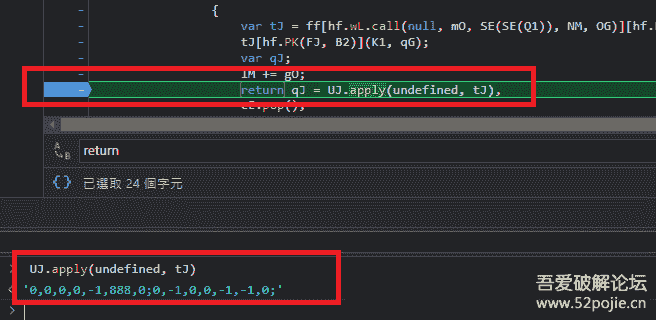 {
var tJ = ff[hf.wL.call(null, mO, SE(SE(Q1)), NM, OG)][hf.
tJ[hf.PK(FJ, B2)](K1, qG);
var qJ;
IM += gO;
return qJ = UJ.apply(undefined, tJ),
.pop(),
return
{} 已選取 24 個字元
UJ.apply(undefined, tJ)
'0,0,0,0,-1,888,0;0,-1,0,0,-1,-1,0;'
吾爱破解论坛
www.52pojie.cn